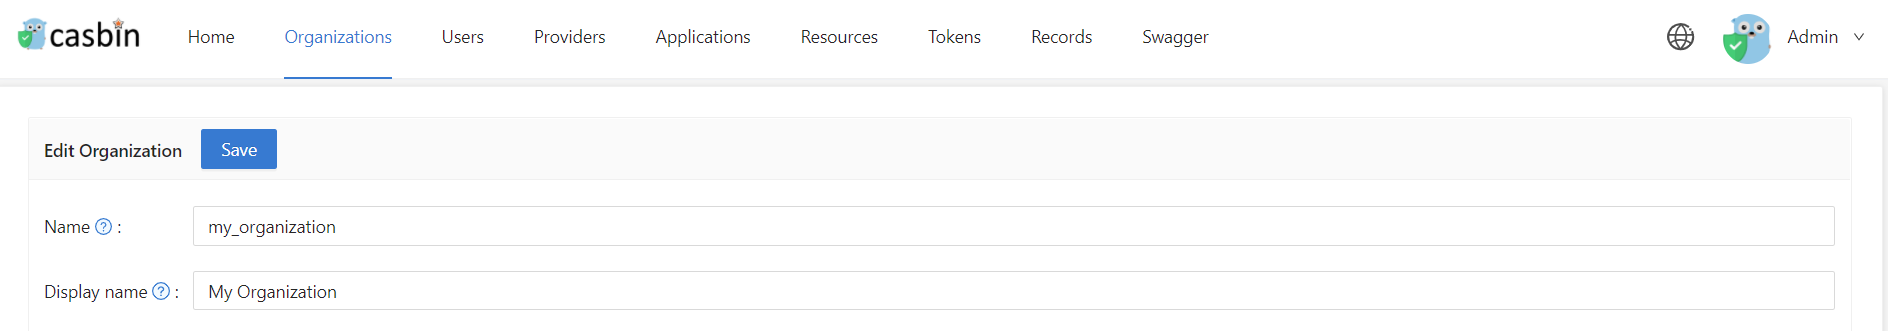 casbin Home Organizations Users Providers Applications Resources Tokens Records Swagger Admin
Edit Organization Save
Name ? : my_organization
Display name ? : My Organization